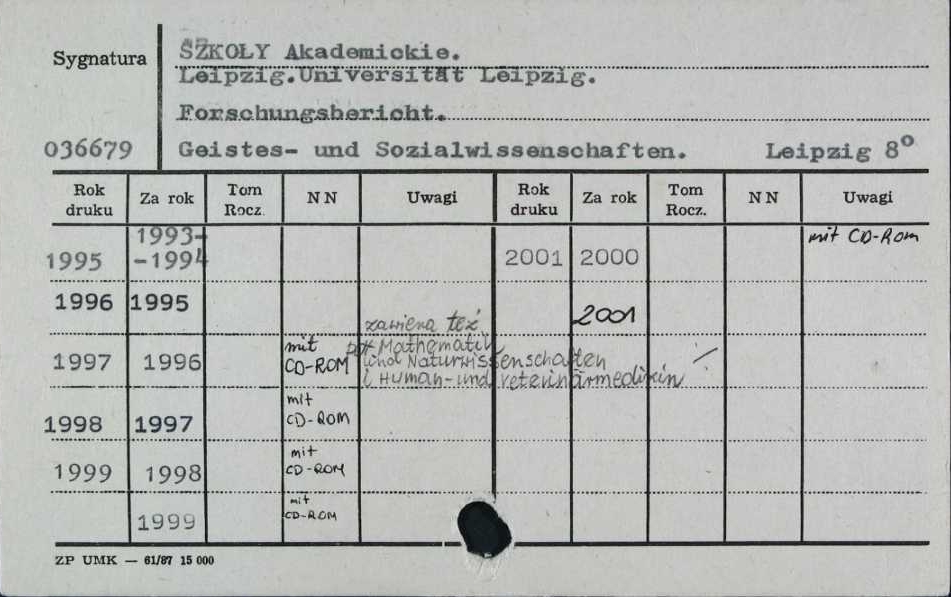 Sygnatura
SZKOŁY Akademickie.
Leipzig.Universität Leipzig.
Forschungsbericht.
036679 Geistes- und Sozialwissenschaften. Leipzig 8°
Rok druku Za rok Tom Rocz. NN Uwagi Rok druku Za rok Tom Rocz. NN Uwagi
1995 1993--1994 2001 2000 mit CD-Rom
1996 1995 2001
zawiera też
1997 1996 mit CD-ROM pt Mathematik
und Naturwissenschaften
i Human- und Veterinärmedizin
1998 1997 mit CD-ROM
1999 1998 mit CD-ROM
1999 mit CD-ROM
ZP UMK — 61/87 15 000